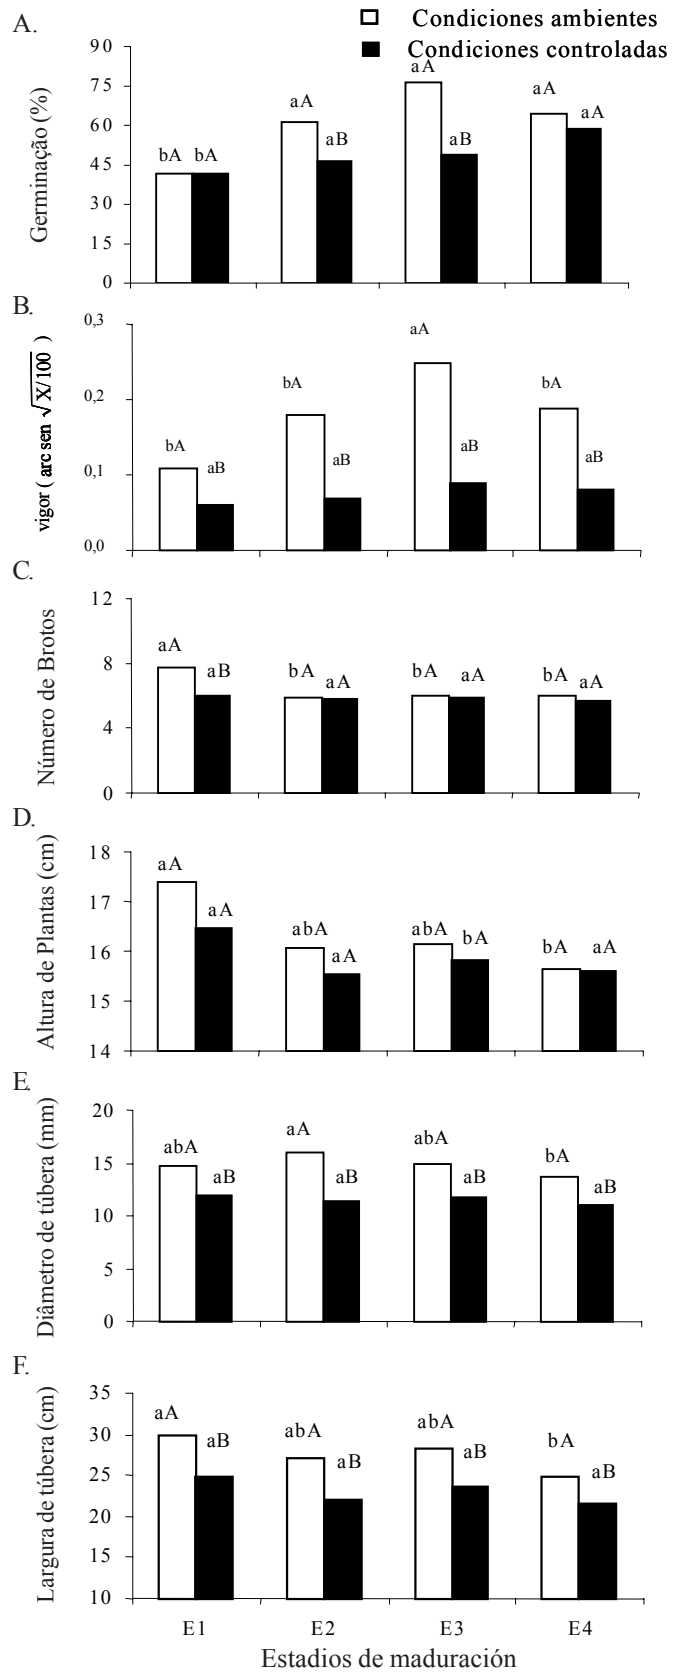 A.
Condiciones ambientes
Condiciones controladas
Germinação (%)
90
75
60
45
30
15
0
bA bA aA aB aA aB aA aA
B.
vigor ( arc sen √X/100 )
0,3
0,2
0,1
0,0
bA aB bA aB aA aB bA aB
C.
Número de Brotos
12
8
4
0
aA aB bA aA bA aA bA aA
D.
Altura de Plantas (cm)
18
17
16
15
14
aA aA abA aA abA bA bA aA
E.
Diâmetro de túbera (mm)
20
15
10
5
0
abA aB aA aB abA aB bA aB
F.
Largura de túbera (cm)
35
30
25
20
15
10
aA aB abA aB abA aB bA aB
E1 E2 E3 E4
Estadios de maduración